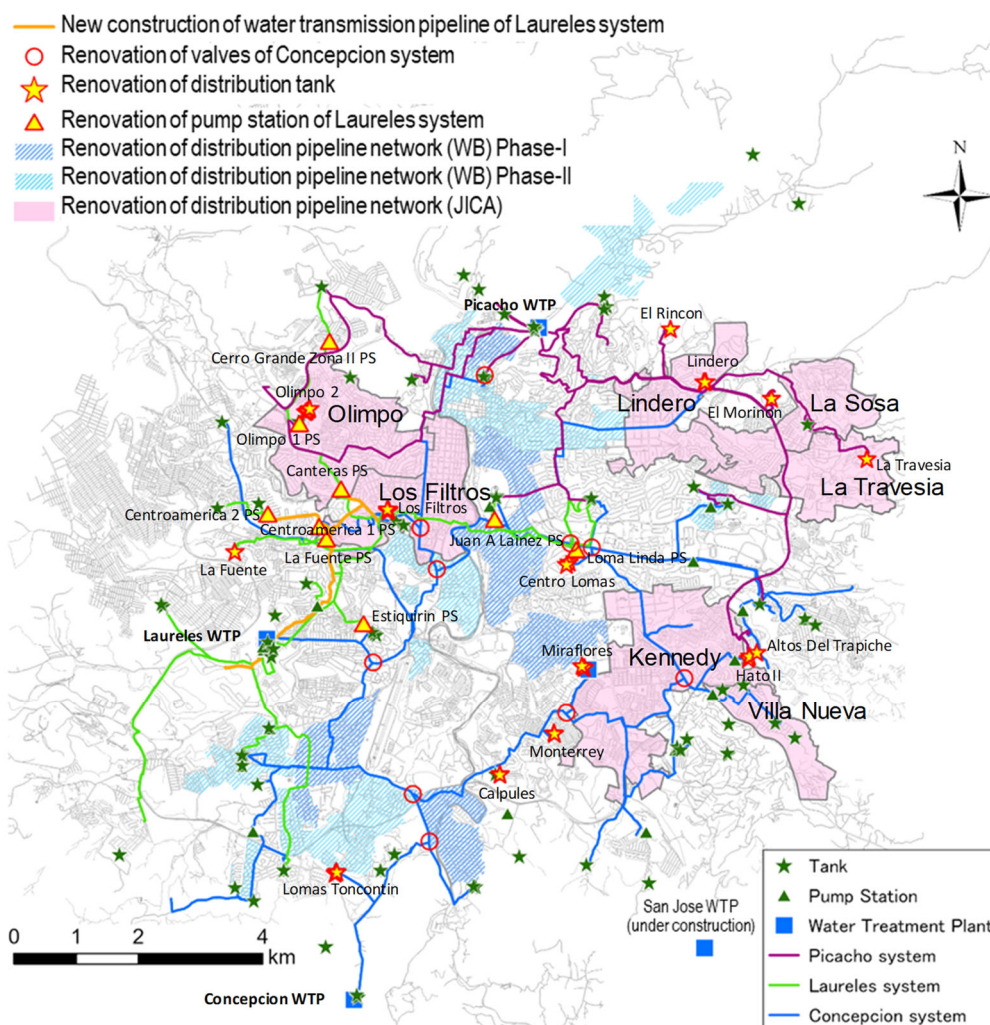 New construction of water transmission pipeline of Laureles system
Renovation of valves of Concepcion system
Renovation of distribution tank
Renovation of pump station of Laureles system
Renovation of distribution pipeline network (WB) Phase-I
Renovation of distribution pipeline network (WB) Phase-II
Renovation of distribution pipeline network (JICA)
N
Picacho WTP
El Rincon
Cerro Grande Zona II PS
Lindero
Olimpo 2
Olimpo
Lindero
El Morinon
La Sosa
Olimpo 1 PS
Canteras PS
La Travesia
La Travesia
Los Filtros
Los Filtros
Centroamerica 2 PS
Centroamerica 1 PS
Juan A Lainez PS
La Fuente PS
La Fuente
Loma Linda PS
Centro Lomas
Estiquirin PS
Laureles WTP
Miraflores
Kennedy
Altos Del Trapiche
Hato II
Villa Nueva
Monterrey
Calpules
Lomas Toncontin
San Jose WTP
(under construction)
0 1 2 4
km
Concepcion WTP
Tank
Pump Station
Water Treatment Plant
Picacho system
Laureles system
Concepcion system